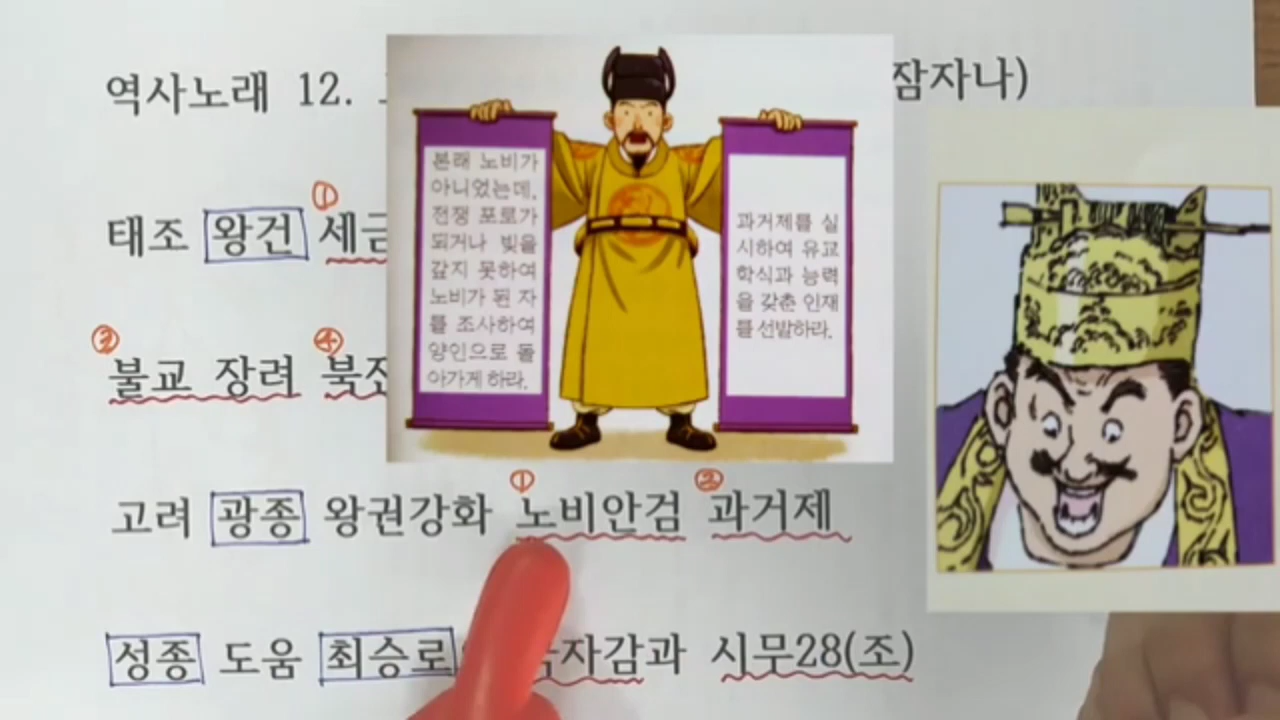 역사노래 12.
잠자나)
태조 왕건 ① 세금
② 불교 장려 ④ 북진
고려 광종 왕권강화 ① 노비안검 ② 과거제
성종 도움 최승로 자감과 시무28(조)
본래 노비가
아니었는데,
전쟁 포로가
되거나 빚을
갚지 못하여
노비가 된 자
를 조사하여
양인으로 돌
아가게 하라.
과거제를 실
시하여 유교
학식과 능력
을 갖춘 인재
를 선발하라.